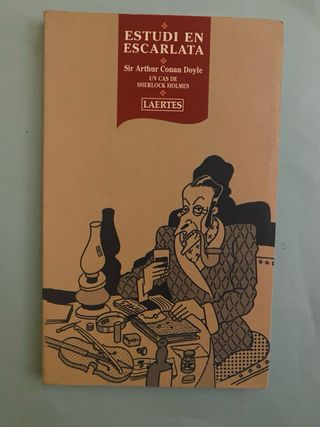 ESTUDI EN
ESCARLATA
Sir Arthur Conan Doyle
UN CAS DE
SHERLOCK HOLMES
LAERTES